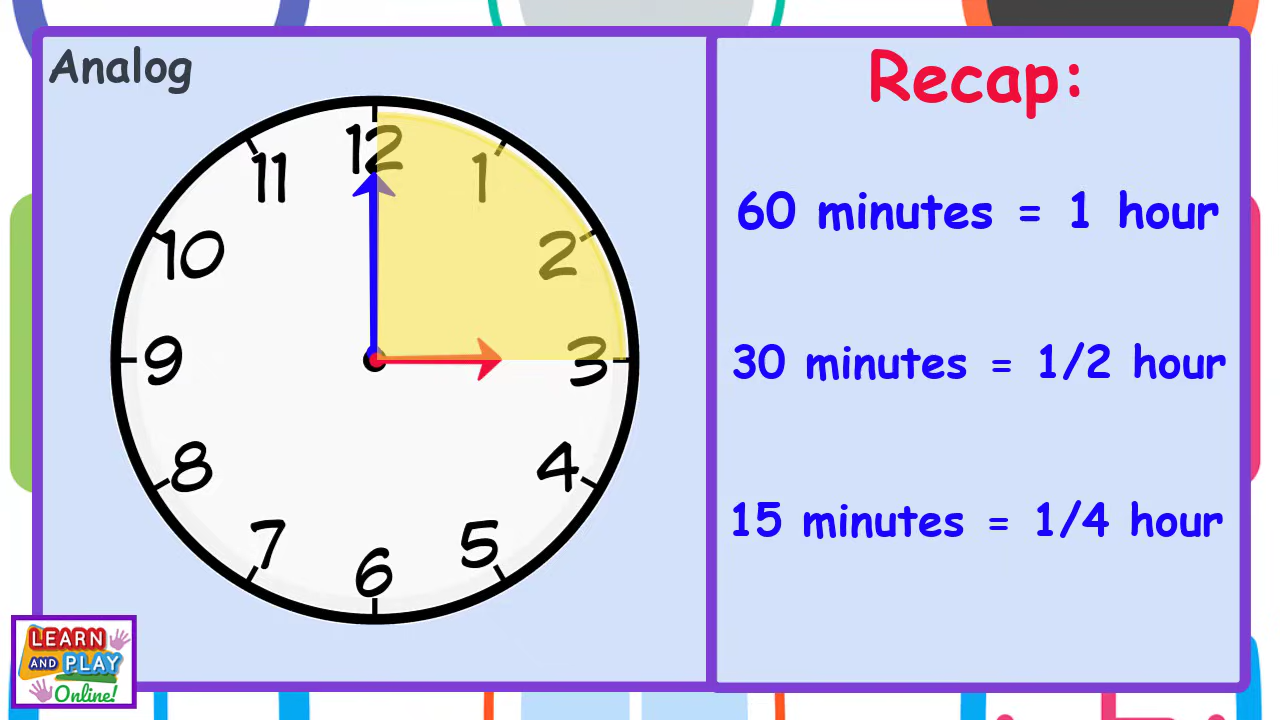 Analog
Recap:
12
11
1
10
2
9
3
8
4
7
5
6
60 minutes = 1 hour
30 minutes = 1/2 hour
15 minutes = 1/4 hour
LEARN
AND PLAY
Online!